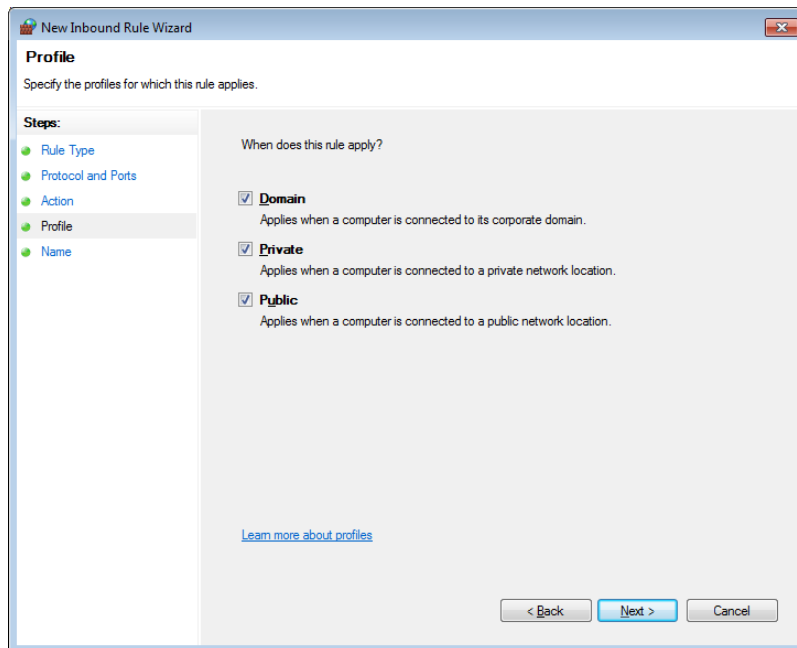 New Inbound Rule Wizard
Profile
Specify the profiles for which this rule applies.
Steps:
Rule Type
Protocol and Ports
Action
Profile
Name
When does this rule apply?
Domain
Applies when a computer is connected to its corporate domain.
Private
Applies when a computer is connected to a private network location.
Public
Applies when a computer is connected to a public network location.
Learn more about profiles
< Back
Next >
Cancel